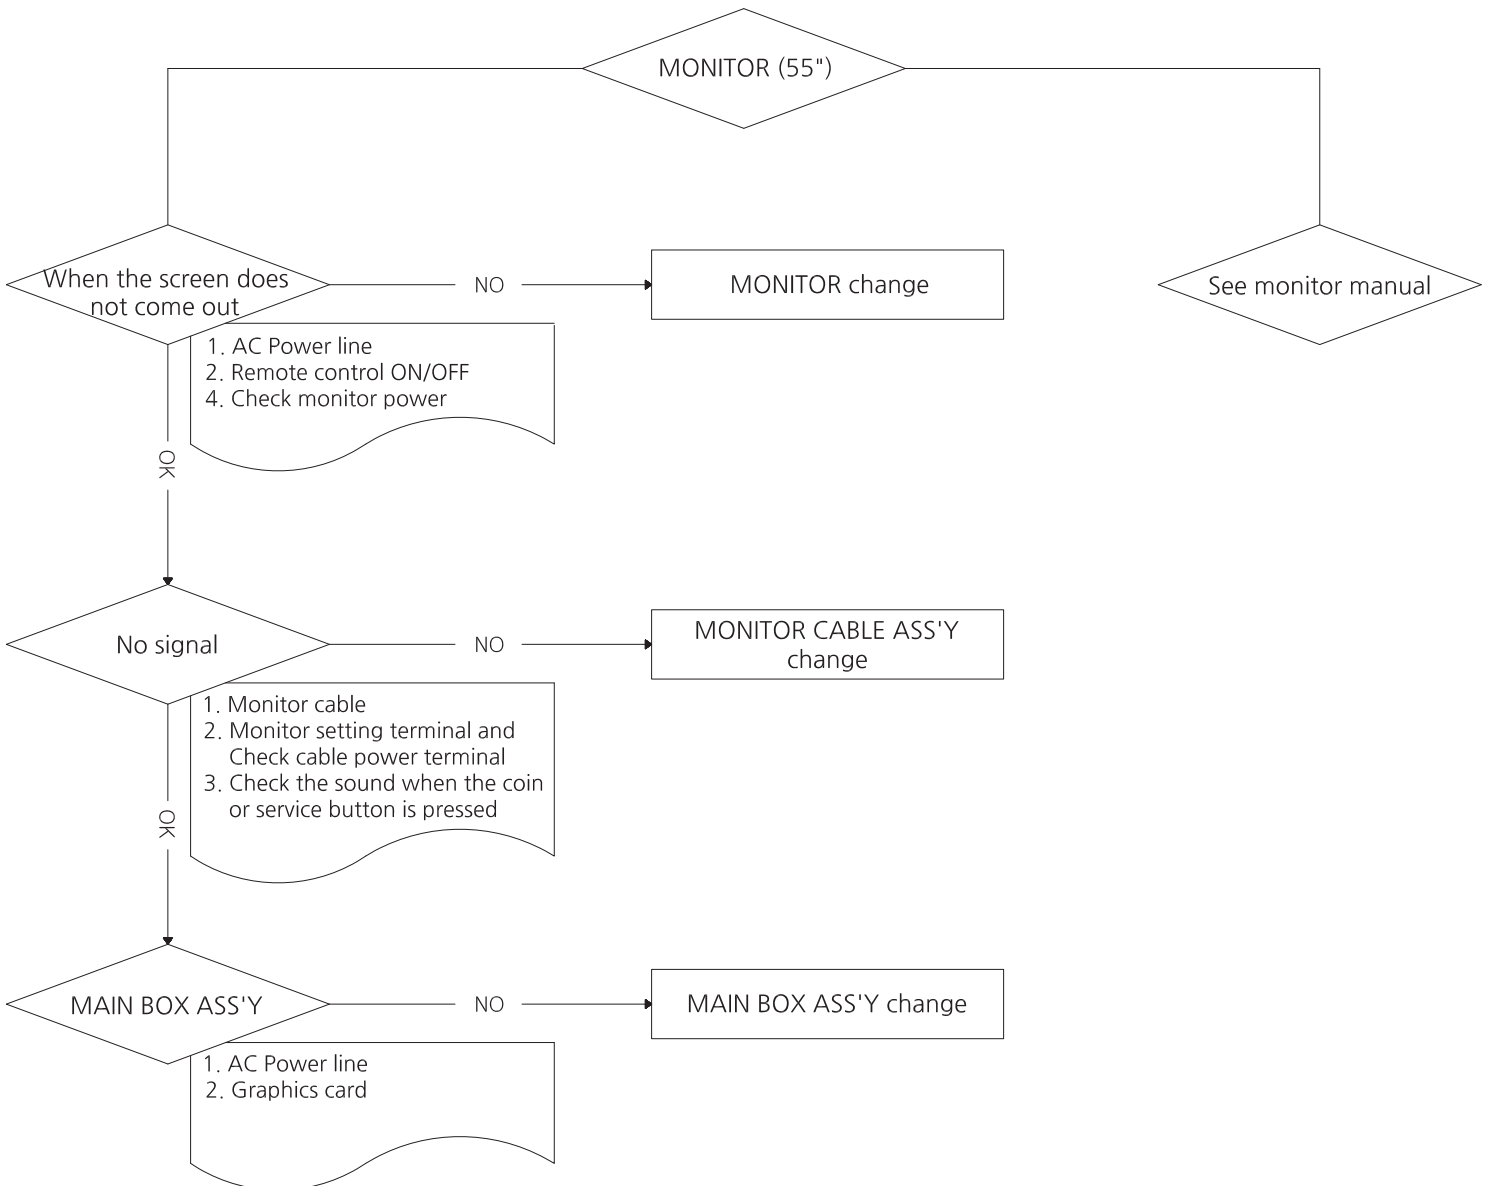 MONITOR (55")
When the screen does
not come out
NO
MONITOR change
See monitor manual
1. AC Power line
2. Remote control ON/OFF
4. Check monitor power
OK
No signal
NO
MONITOR CABLE ASS'Y
change
1. Monitor cable
2. Monitor setting terminal and
Check cable power terminal
3. Check the sound when the coin
or service button is pressed
OK
MAIN BOX ASS'Y
NO
MAIN BOX ASS'Y change
1. AC Power line
2. Graphics card